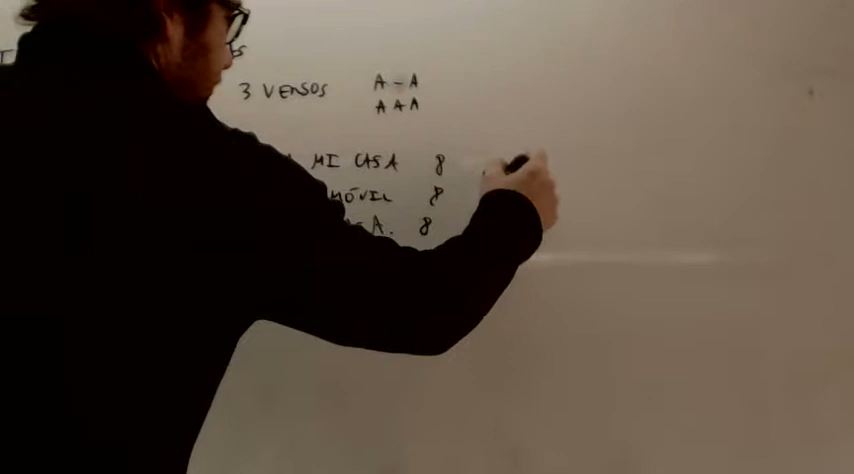 3 VERSOS A - A
A A A
MI CASA 8
MÓVIL 8
8